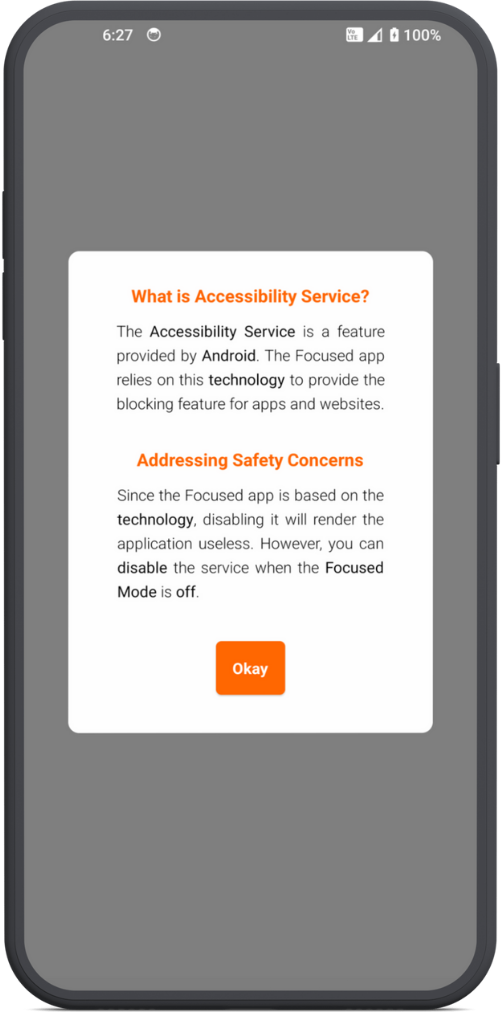 6:27
Vo
LTE
100%
What is Accessibility Service?
The Accessibility Service is a feature
provided by Android. The Focused app
relies on this technology to provide the
blocking feature for apps and websites.
Addressing Safety Concerns
Since the Focused app is based on the
technology, disabling it will render the
application useless. However, you can
disable the service when the Focused
Mode is off.
Okay